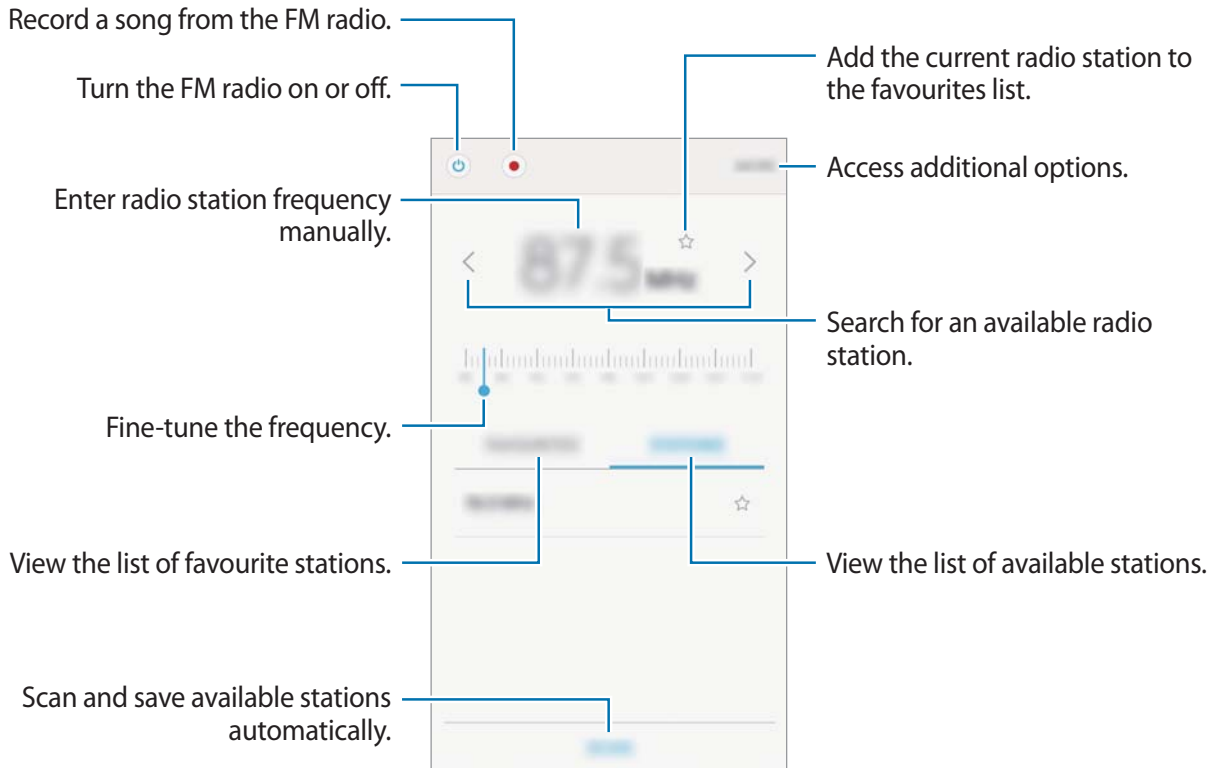 Record a song from the FM radio.
Turn the FM radio on or off.
Add the current radio station to
the favourites list.
Access additional options.
Enter radio station frequency
manually.
87.5 MHz
Search for an available radio
station.
Fine-tune the frequency.
View the list of favourite stations.
View the list of available stations.
Scan and save available stations
automatically.